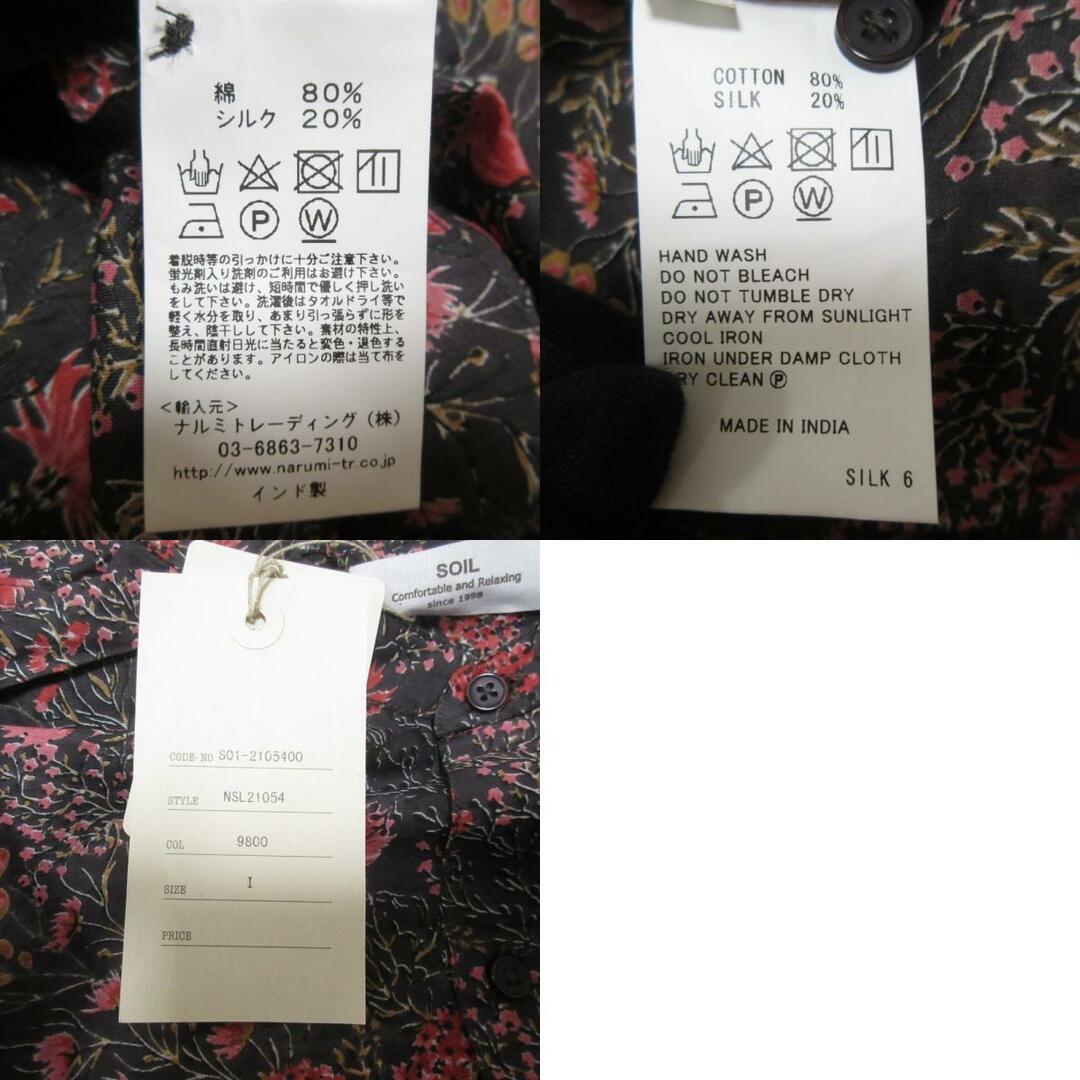 綿 80%
シルク 20%
P W
着脱時等の引っかけに十分ご注意下さい。
蛍光剤入り洗剤のご利用はお避け下さい。
もみ洗いは避け、短時間で優しく押し洗い
をして下さい。洗濯後はタオルドライ等で
軽く水分を取り、あまり引っ張らずに形を
整え、陰干しして下さい。素材の特性上、
長時間直射日光に当たると変色・退色する
ことがあります。アイロンの際は当て布を
してください。
<輸入元>
ナルミトレーディング(株)
03-6863-7310
http://www.narumi-tr.co.jp
インド製
COTTON 80%
SILK 20%
P W
HAND WASH
DO NOT BLEACH
DO NOT TUMBLE DRY
DRY AWAY FROM SUNLIGHT
COOL IRON
IRON UNDER DAMP CLOTH
RY CLEAN Ⓟ
MADE IN INDIA
SILK 6
SOIL
Comfortable and Relaxing
since 1998
CODE·NO S01-2105400
STYLE NSL21054
COL 9800
SIZE I
PRICE